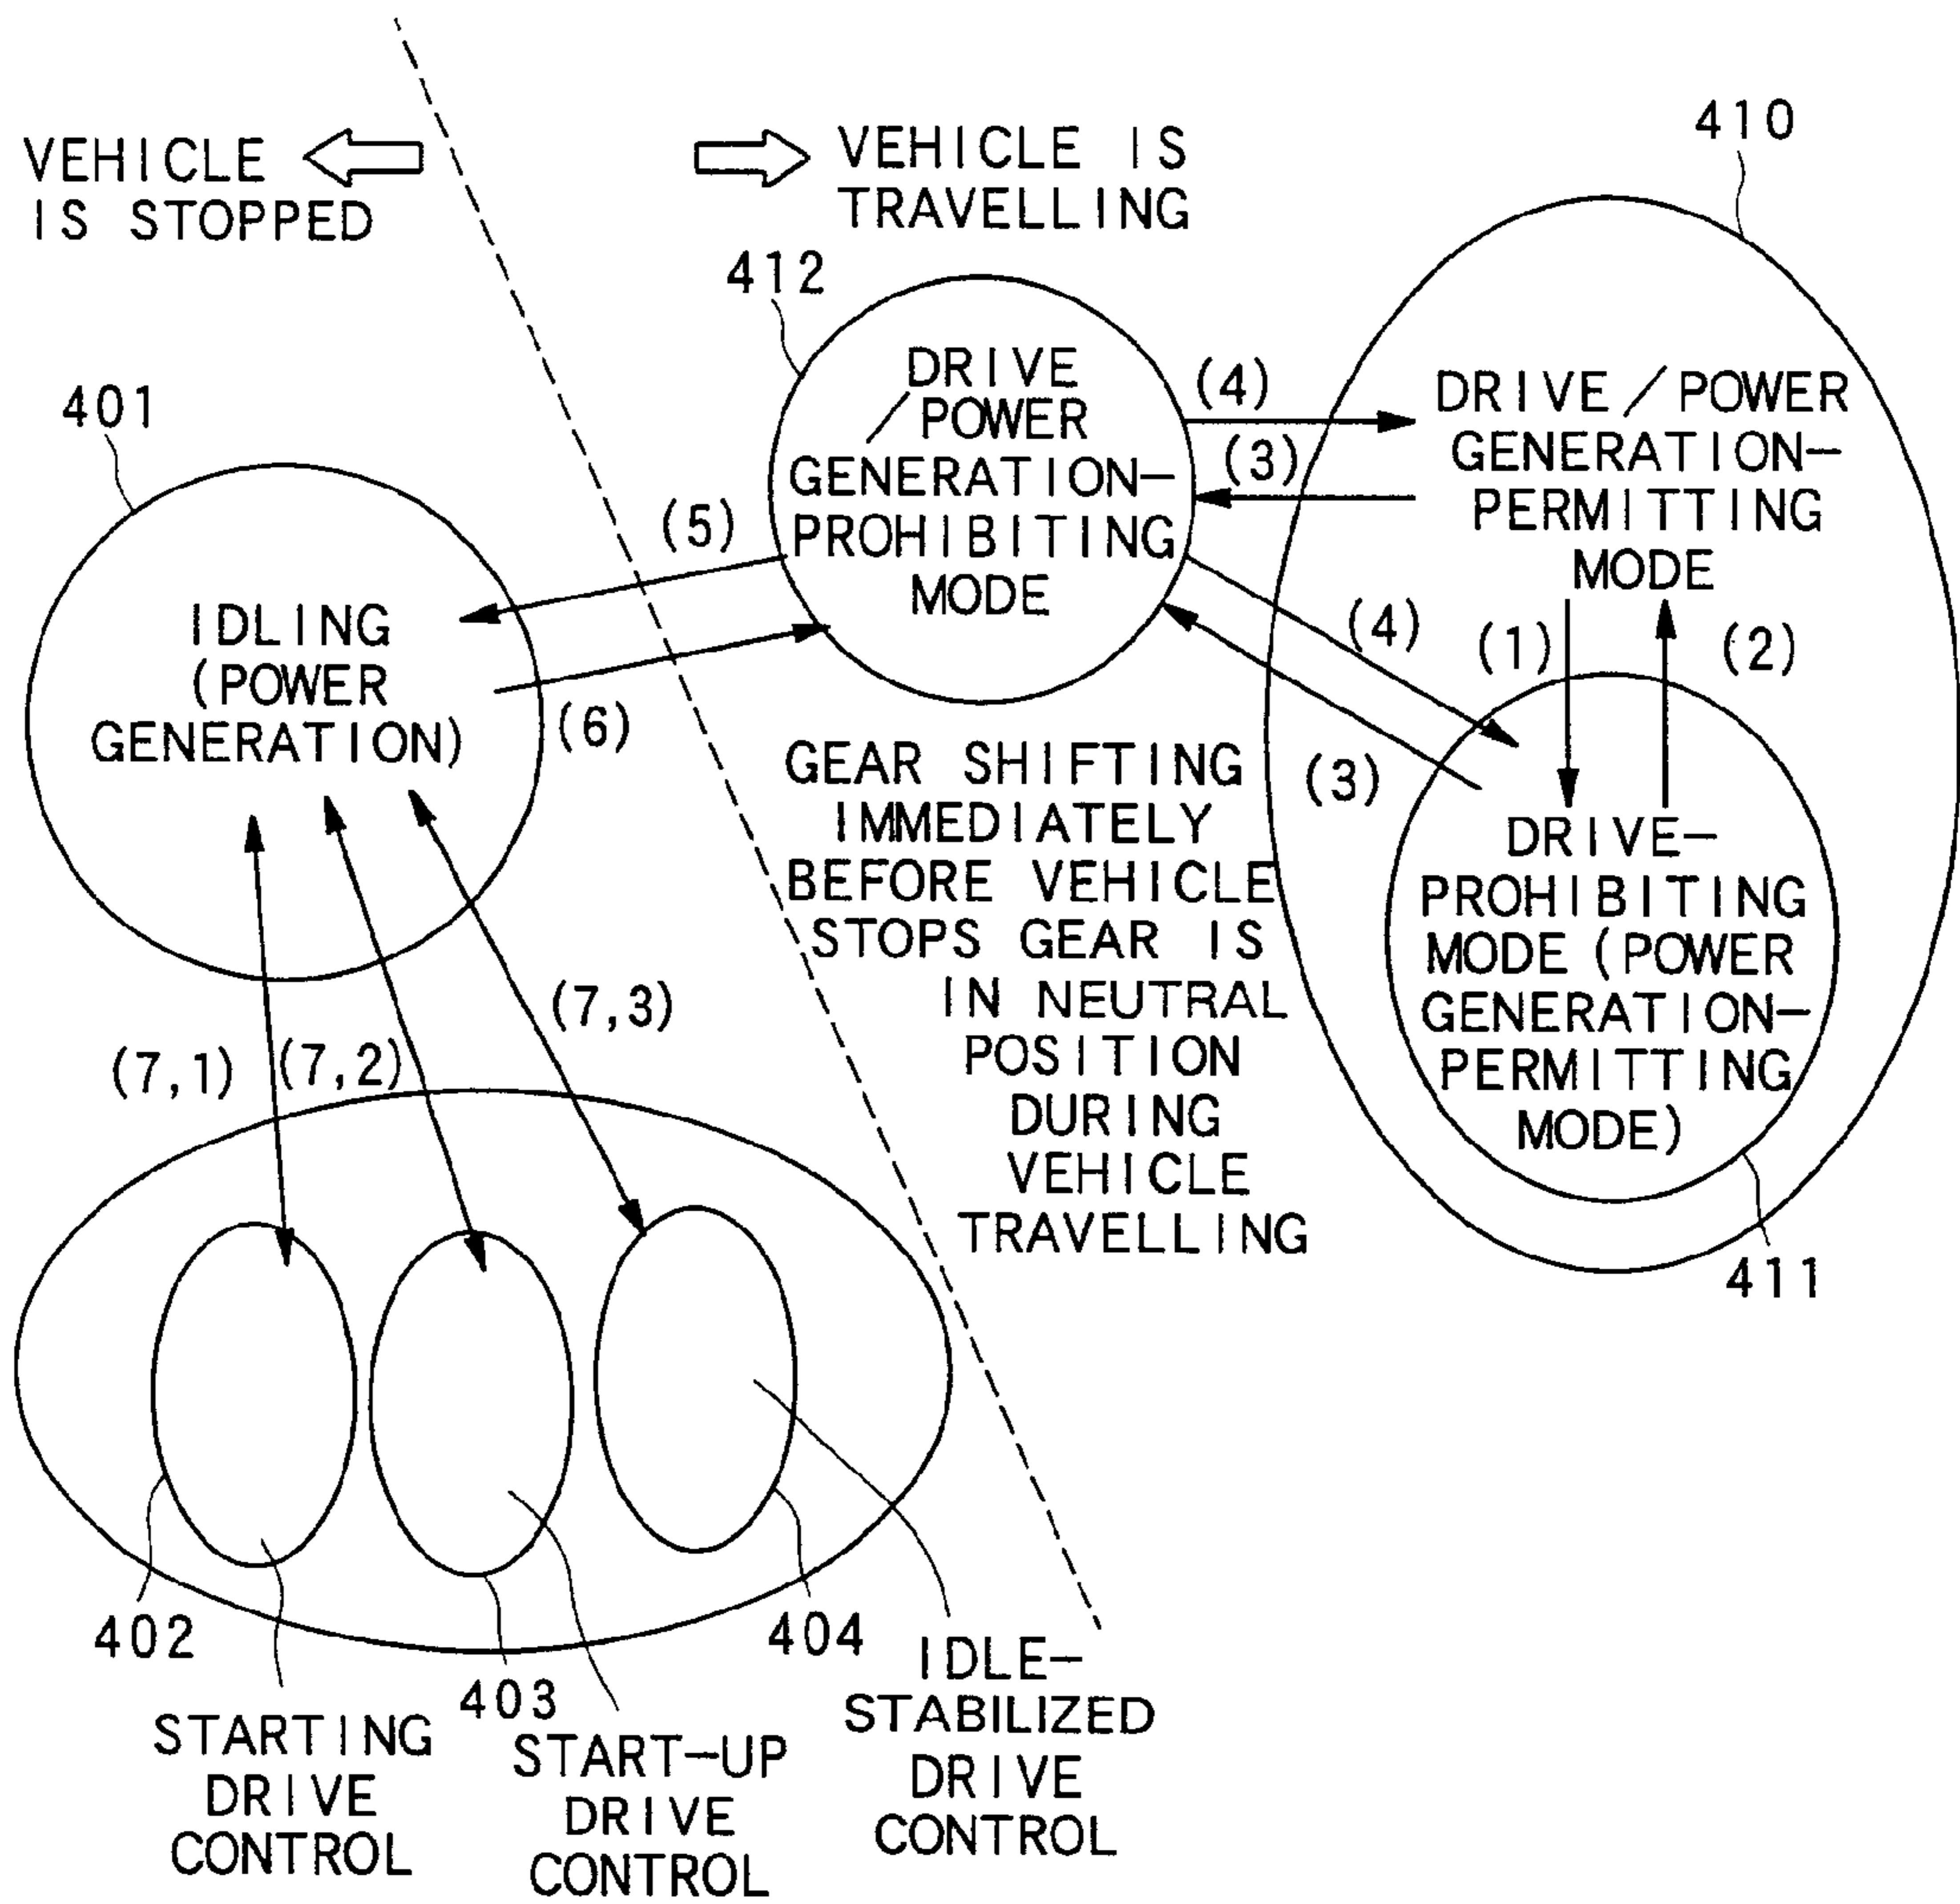 VEHICLE
IS STOPPED
VEHICLE IS
TRAVELLING
410
412
401
DRIVE
/POWER
GENERATION-
PROHIBITING
MODE
(4)
(3)
DRIVE/POWER
GENERATION-
PERMITTING
MODE
(5)
(6)
IDLING
(POWER
GENERATION)
(4)
(3)
(1)
(2)
GEAR SHIFTING
IMMEDIATELY
BEFORE VEHICLE
STOPS GEAR IS
IN NEUTRAL
POSITION
DURING
VEHICLE
TRAVELLING
DRIVE-
PROHIBITING
MODE (POWER
GENERATION-
PERMITTING
MODE)
411
(7,1)
(7,2)
(7,3)
402
403
404
STARTING
DRIVE
CONTROL
START-UP
DRIVE
CONTROL
IDLE-
STABILIZED
DRIVE
CONTROL